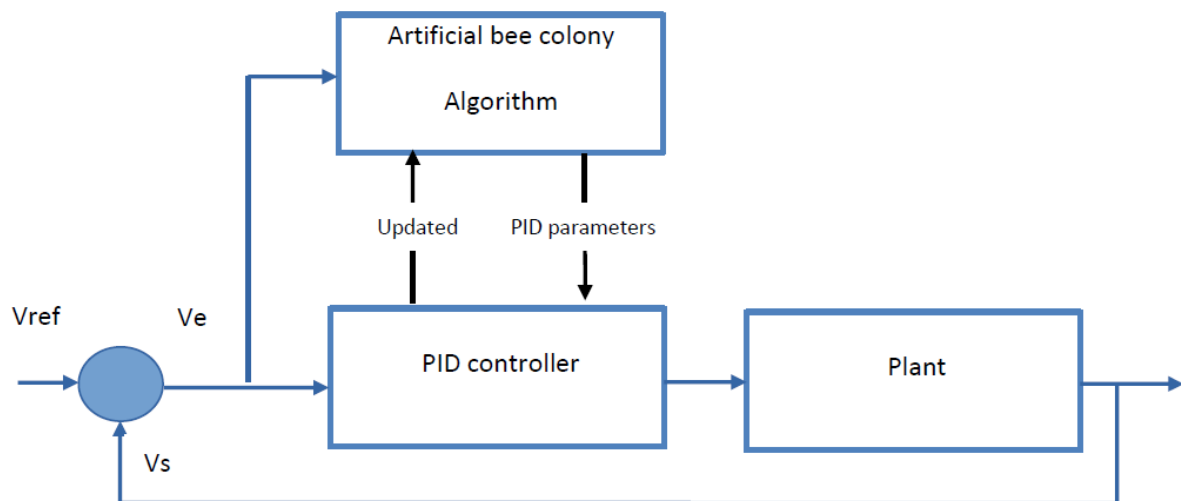 Artificial bee colony
Algorithm
Updated
PID parameters
Vref
Ve
PID controller
Plant
Vs